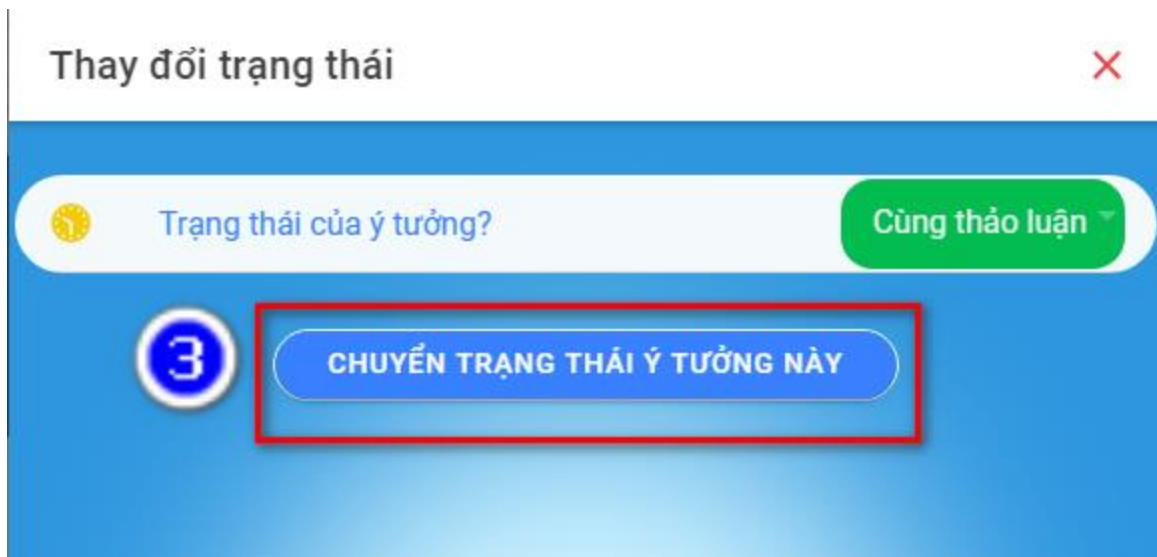 Thay đổi trạng thái
Trạng thái của ý tưởng?
Cùng thảo luận
3
CHUYỂN TRẠNG THÁI Ý TƯỞNG NÀY